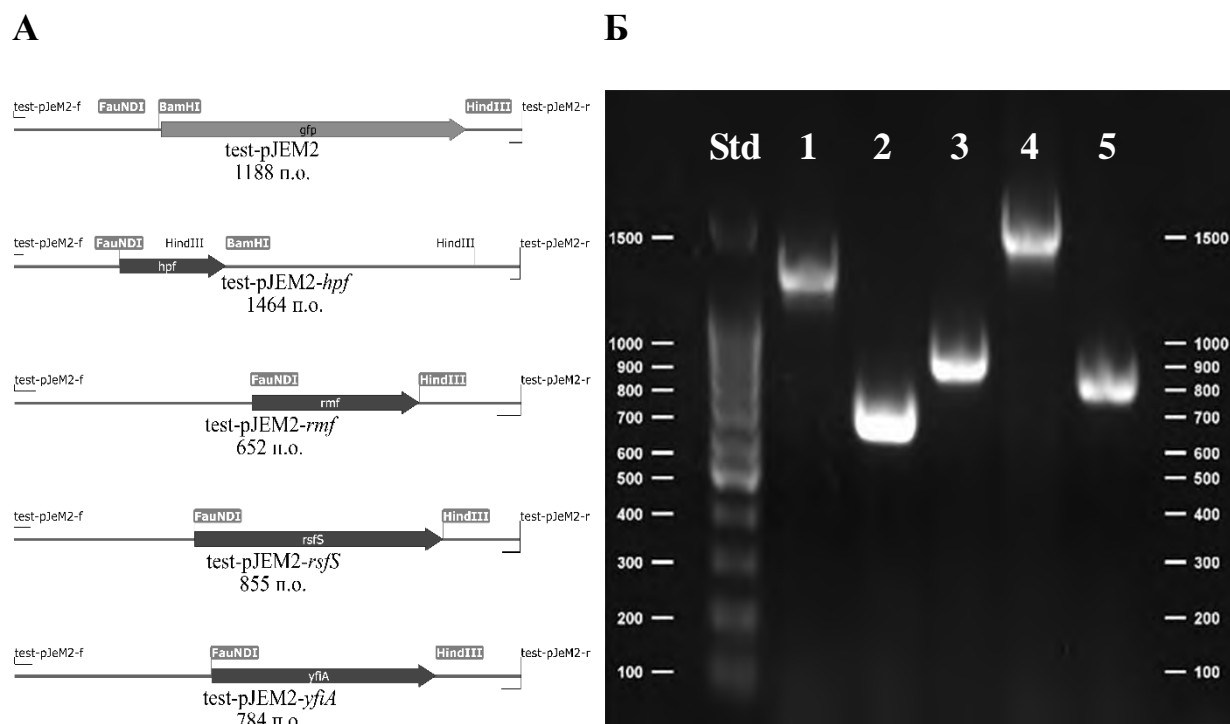 А
Б
test-pJeM2-f FauNDI BamHI HindIII test-pJeM2-r
gfp
test-pJEM2
1188 п.о.
test-pJeM2-f FauNDI HindIII BamHI HindIII test-pJeM2-r
hpf
test-pJEM2-hpf
1464 п.о.
test-pJeM2-f FauNDI HindIII test-pJeM2-r
rmf
test-pJEM2-rmf
652 п.о.
test-pJeM2-f FauNDI HindIII test-pJeM2-r
rsfS
test-pJEM2-rsfS
855 п.о.
test-pJeM2-f FauNDI HindIII test-pJeM2-r
yfiA
test-pJEM2-yfiA
784 п.о.
Std 1 2 3 4 5
1500 1500
1000 1000
900 900
800 800
700 700
600 600
500 500
400 400
300 300
200 200
100 100